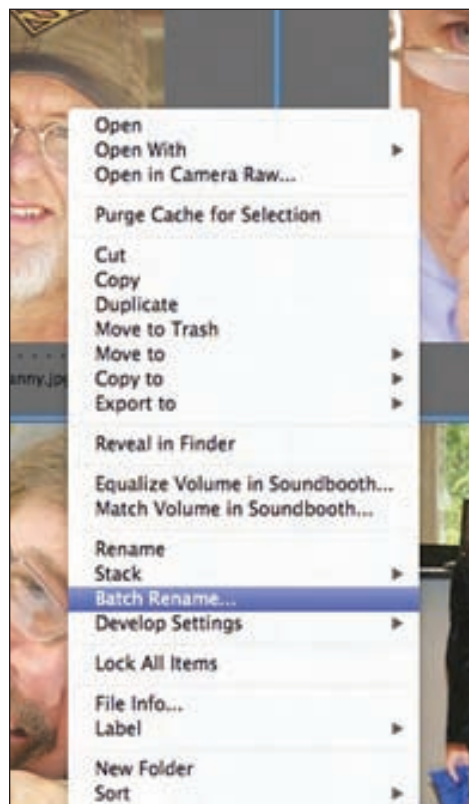 Open
Open With
Open in Camera Raw...
Purge Cache for Selection
Cut
Copy
Duplicate
Move to Trash
Move to
Copy to
anny.jpg
Export to
Reveal in Finder
Equalize Volume in Soundbooth...
Match Volume in Soundbooth...
Rename
Stack
Batch Rename...
Develop Settings
Lock All Items
File Info...
Label
New Folder
Sort